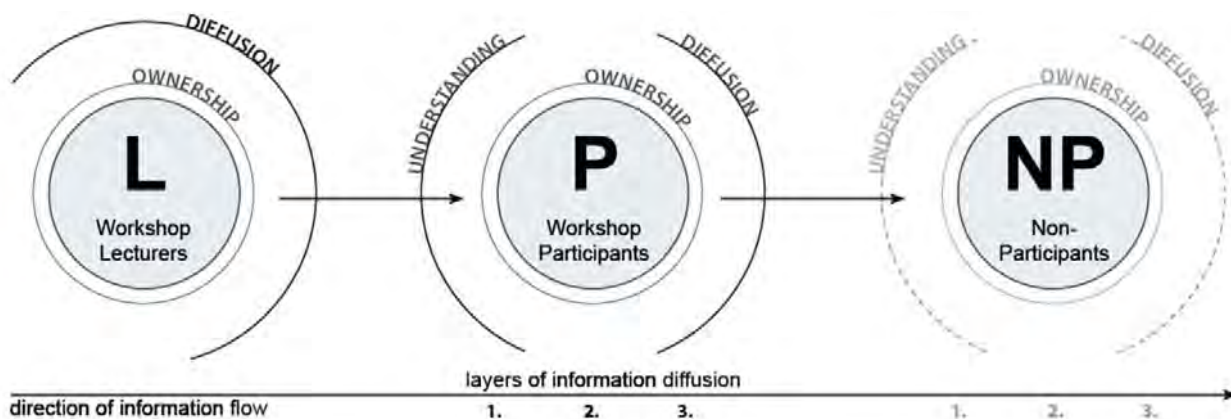 DIFFUSION
OWNERSHIP
L
Workshop
Lecturers
UNDERSTANDING
OWNERSHIP
DIFFUSION
P
Workshop
Participants
UNDERSTANDING
OWNERSHIP
DIFFUSION
NP
Non-
Participants
layers of information diffusion
direction of information flow
1. 2. 3.
1. 2. 3.